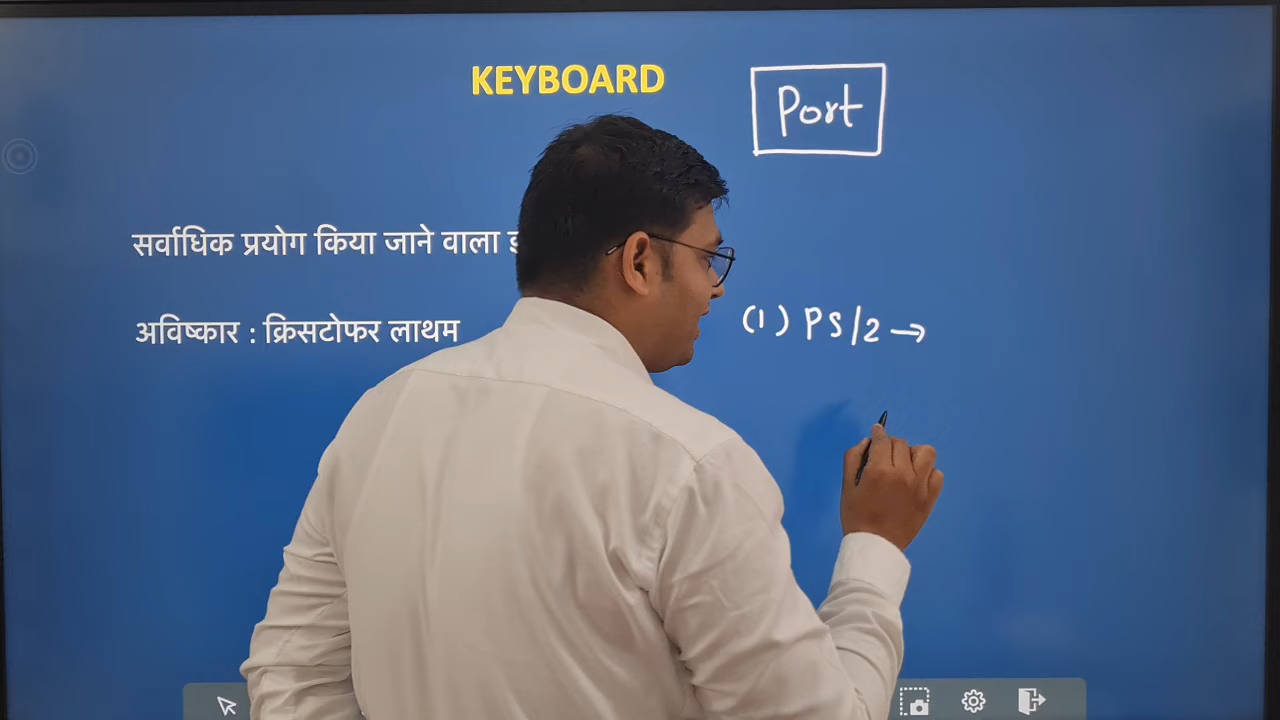 KEYBOARD
Port
सर्वाधिक प्रयोग किया जाने वाला
अविष्कार : क्रिसटोफर लाथम
(1) PS/2 →